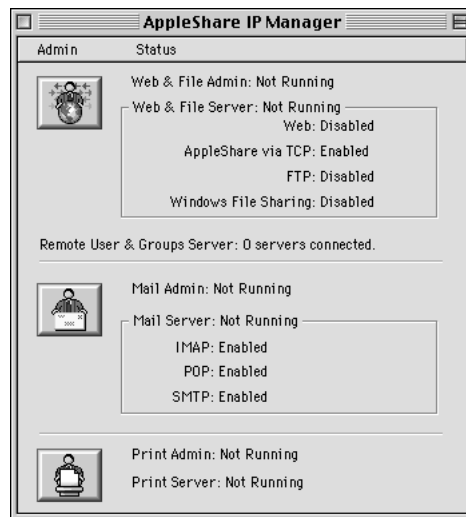 AppleShare IP Manager
Admin Status
Web & File Admin: Not Running
Web & File Server: Not Running
Web: Disabled
AppleShare via TCP: Enabled
FTP: Disabled
Windows File Sharing: Disabled
Remote User & Groups Server: 0 servers connected.
Mail Admin: Not Running
Mail Server: Not Running
IMAP: Enabled
POP: Enabled
SMTP: Enabled
Print Admin: Not Running
Print Server: Not Running